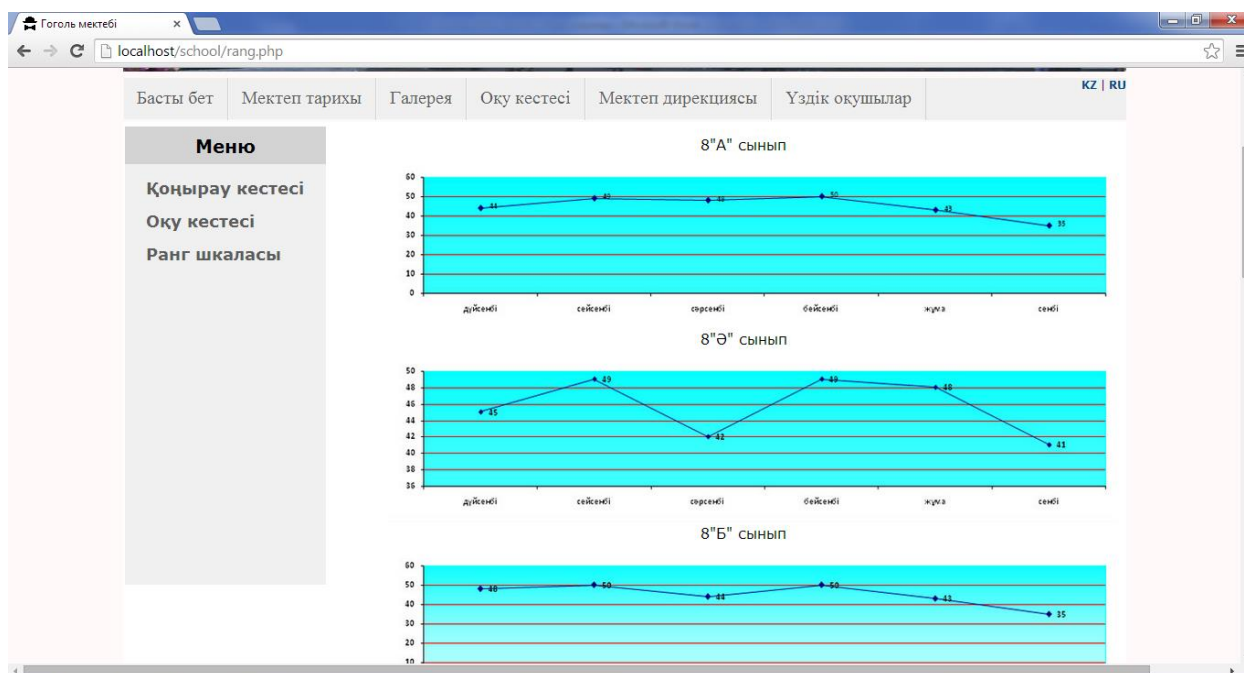 Гоголь мектебі
localhost/school/rang.php
Басты бет Мектеп тарихы Галерея Оқу кестесі Мектеп дирекциясы Үздік оқушылар KZ | RU
Меню
Қоңырау кестесі
Оқу кестесі
Ранг шкаласы
8"А" сынып
60
50
40
30
20
10
0
44 49 48 50 43 35
дүйсенбі сейсенбі сәрсенбі бейсенбі жұма сенбі
8"Ә" сынып
50
48
46
44
42
40
38
36
45 49 42 49 48 41
дүйсенбі сейсенбі сәрсенбі бейсенбі жұма сенбі
8"Б" сынып
60
50
40
30
20
10
48 50 44 50 43 35